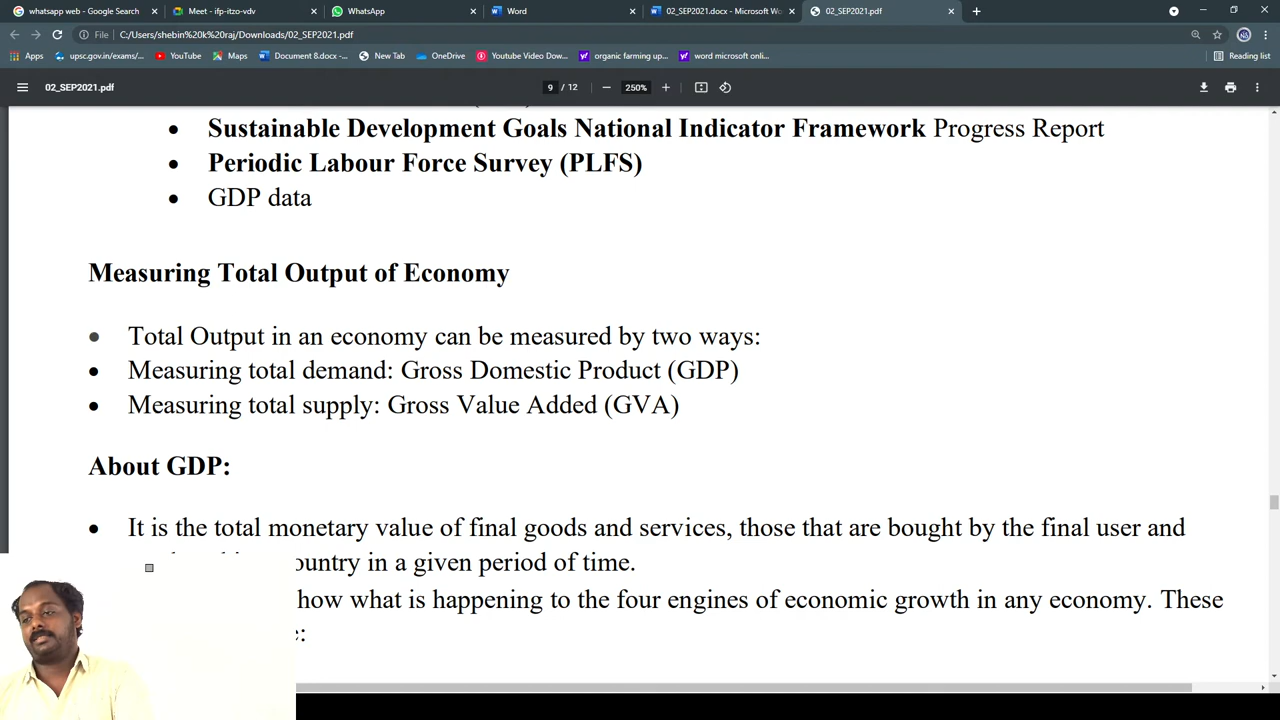 whatsapp web - Google Search
Meet - ifp-itzo-vdv
WhatsApp
Word
02_SEP2021.docx - Microsoft Wo
02_SEP2021.pdf
File
C:/Users/shebin%20k%20raj/Downloads/02_SEP2021.pdf
Apps
upsc.gov.in/exams/...
YouTube
Maps
Document 8.docx -...
New Tab
OneDrive
Youtube Video Dow...
organic farming up...
word microsoft onli...
Reading list
02_SEP2021.pdf
9 / 12
250%
Sustainable Development Goals National Indicator Framework Progress Report
Periodic Labour Force Survey (PLFS)
GDP data
Measuring Total Output of Economy
Total Output in an economy can be measured by two ways:
Measuring total demand: Gross Domestic Product (GDP)
Measuring total supply: Gross Value Added (GVA)
About GDP:
It is the total monetary value of final goods and services, those that are bought by the final user and
ountry in a given period of time.
how what is happening to the four engines of economic growth in any economy. These
e: